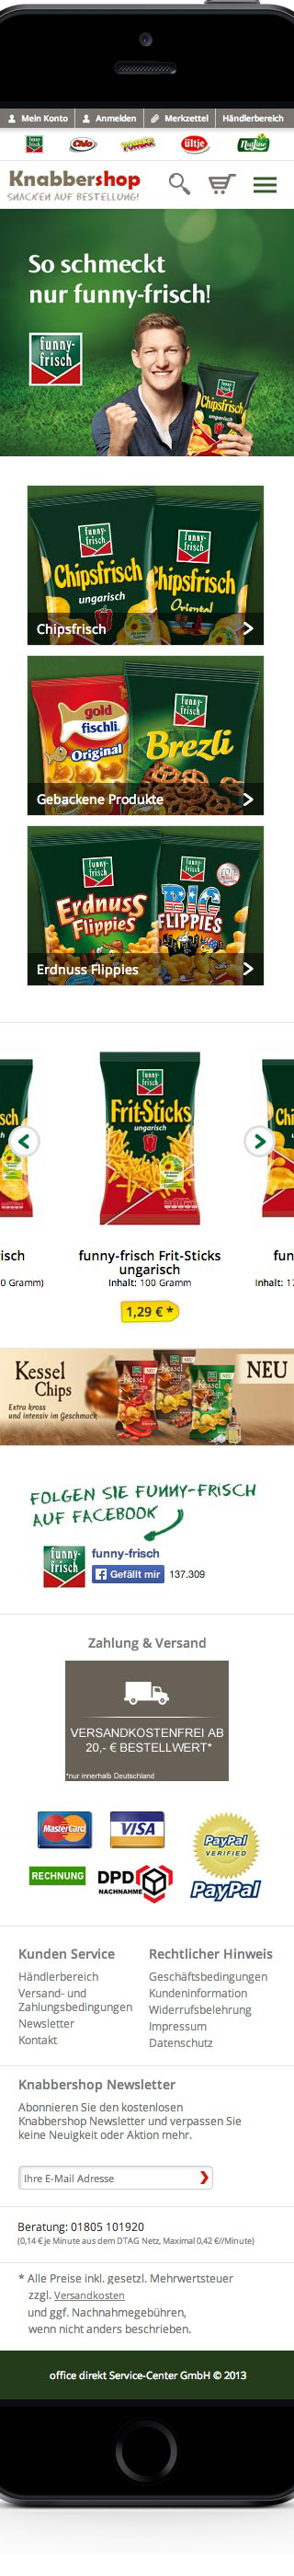 Mein Konto Anmelden Merkzettel Händlerbereich
funny-frisch Chio POM-BÄR ültje
Knabbershop
SNACKEN AUF BESTELLUNG!
So schmeckt
nur funny-frisch!
funny-frisch
Chipsfrisch
ungarisch
funny-frisch
funny-frisch
Chipsfrisch
hipsfrisch
ungarisch
Oriental
Chipsfrisch
gold
fischli
Original
funny-frisch
Brezli
Gebackene Produkte
funny-frisch
funny-frisch
Erdnuss
Flippies
BIG
FLIPPIES
Erdnuss Flippies
funny-frisch
Frit-Sticks
ungarisch
isch
funny-frisch Frit-Sticks
ungarisch
fun
0 Gramm)
Inhalt: 100 Gramm
Inhalt: 17
1,29 € *
Kessel
Chips
Extra kross
und intensiv im Geschmack
NEU
FOLGEN SIE FUNNY-FRISCH
AUF FACEBOOK
funny-frisch
funny-frisch
Gefällt mir 137.309
Zahlung & Versand
VERSANDKOSTENFREI AB
20,- € BESTELLWERT*
*nur innerhalb Deutschland
MasterCard
VISA
PayPal
VERIFIED
RECHNUNG
DPD
NACHNAHME
PayPal
Kunden Service
Händlerbereich
Versand- und
Zahlungsbedingungen
Newsletter
Kontakt
Rechtlicher Hinweis
Geschäftsbedingungen
Kundeninformation
Widerrufsbelehrung
Impressum
Datenschutz
Knabbershop Newsletter
Abonnieren Sie den kostenlosen
Knabbershop Newsletter und verpassen Sie
keine Neuigkeit oder Aktion mehr.
Ihre E-Mail Adresse
Beratung: 01805 101920
(0,14 € je Minute aus dem DTAG Netz, Maximal 0,42 €//Minute)
* Alle Preise inkl. gesetzl. Mehrwertsteuer
zzgl. Versandkosten
und ggf. Nachnahmegebühren,
wenn nicht anders beschrieben.
office direkt Service-Center GmbH © 2013